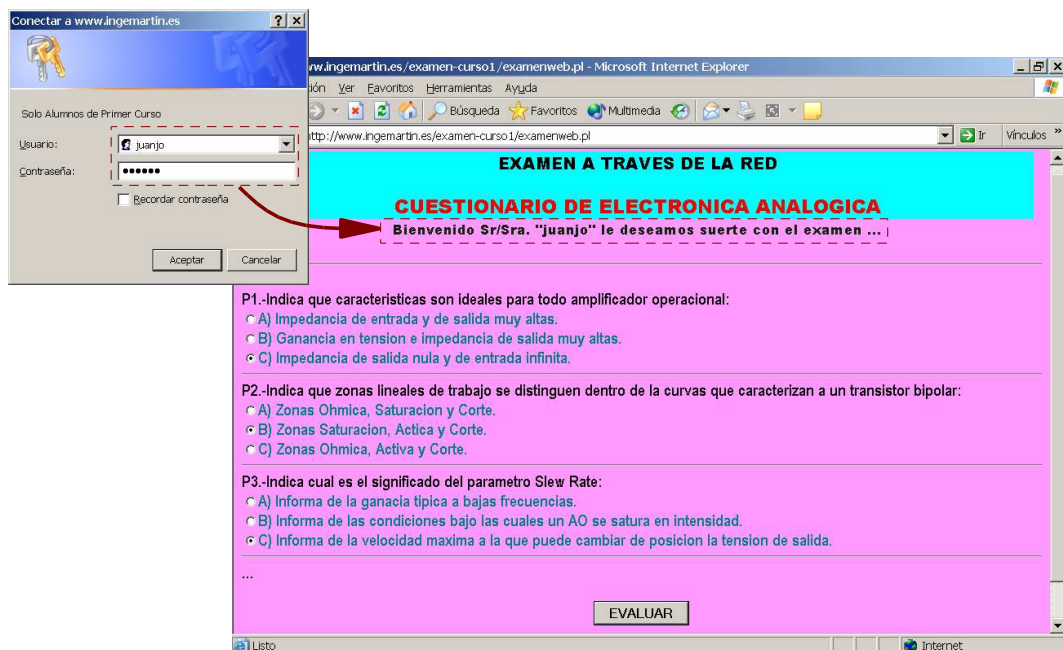 Conectar a www.ingemartin.es
Solo Alumnos de Primer Curso
Usuario: juanjo
Contraseña: ●●●●●●
Recordar contraseña
Aceptar Cancelar
ww.ingemartin.es/examen-curso1/examenweb.pl - Microsoft Internet Explorer
ión Ver Favoritos Herramientas Ayuda
Búsqueda Favoritos Multimedia
ttp://www.ingemartin.es/examen-curso1/examenweb.pl Ir Vínculos »
EXAMEN A TRAVES DE LA RED
CUESTIONARIO DE ELECTRONICA ANALOGICA
Bienvenido Sr/Sra. "juanjo" le deseamos suerte con el examen ...
P1.-Indica que caracteristicas son ideales para todo amplificador operacional:
A) Impedancia de entrada y de salida muy altas.
B) Ganancia en tension e impedancia de salida muy altas.
C) Impedancia de salida nula y de entrada infinita.
P2.-Indica que zonas lineales de trabajo se distinguen dentro de la curvas que caracterizan a un transistor bipolar:
A) Zonas Ohmica, Saturacion y Corte.
B) Zonas Saturacion, Actica y Corte.
C) Zonas Ohmica, Activa y Corte.
P3.-Indica cual es el significado del parametro Slew Rate:
A) Informa de la ganacia tipica a bajas frecuencias.
B) Informa de las condiciones bajo las cuales un AO se satura en intensidad.
C) Informa de la velocidad maxima a la que puede cambiar de posicion la tension de salida.
...
EVALUAR
Listo Internet